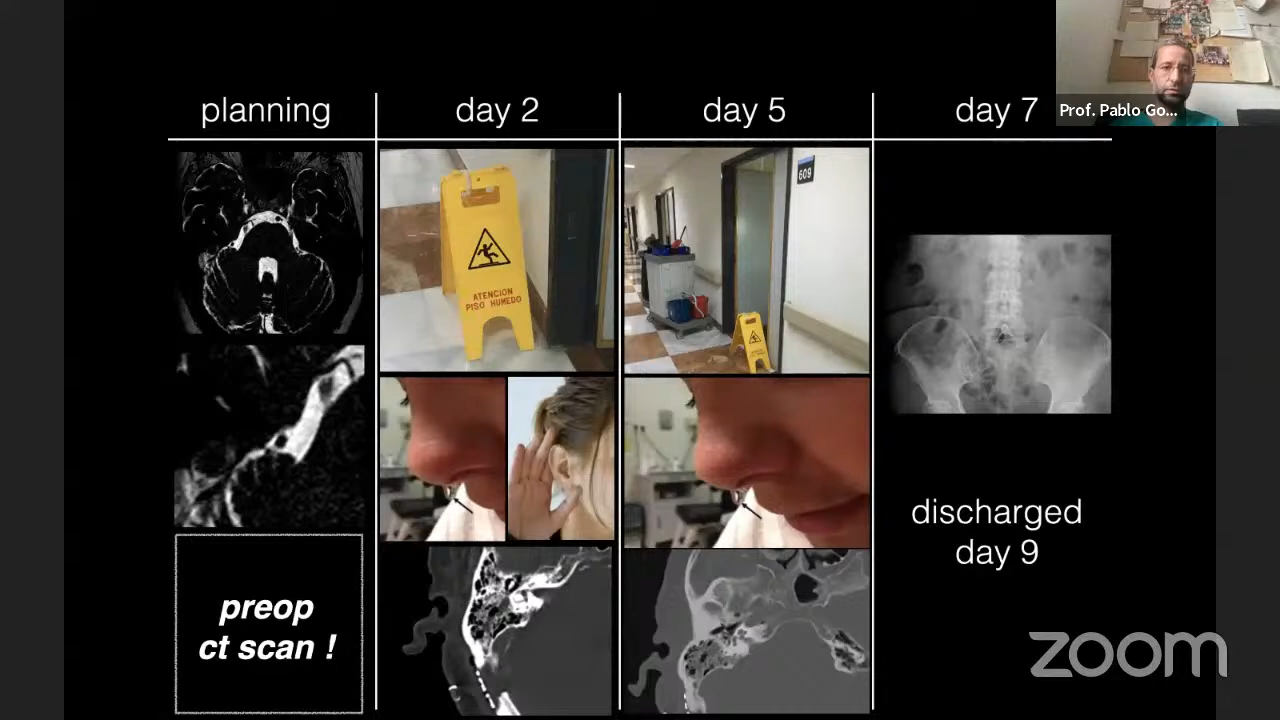 planning
day 2
day 5
day 7
Prof. Pablo Go...
ATENCION
PISO HUMEDO
609
preop
ct scan !
discharged
day 9
zoom